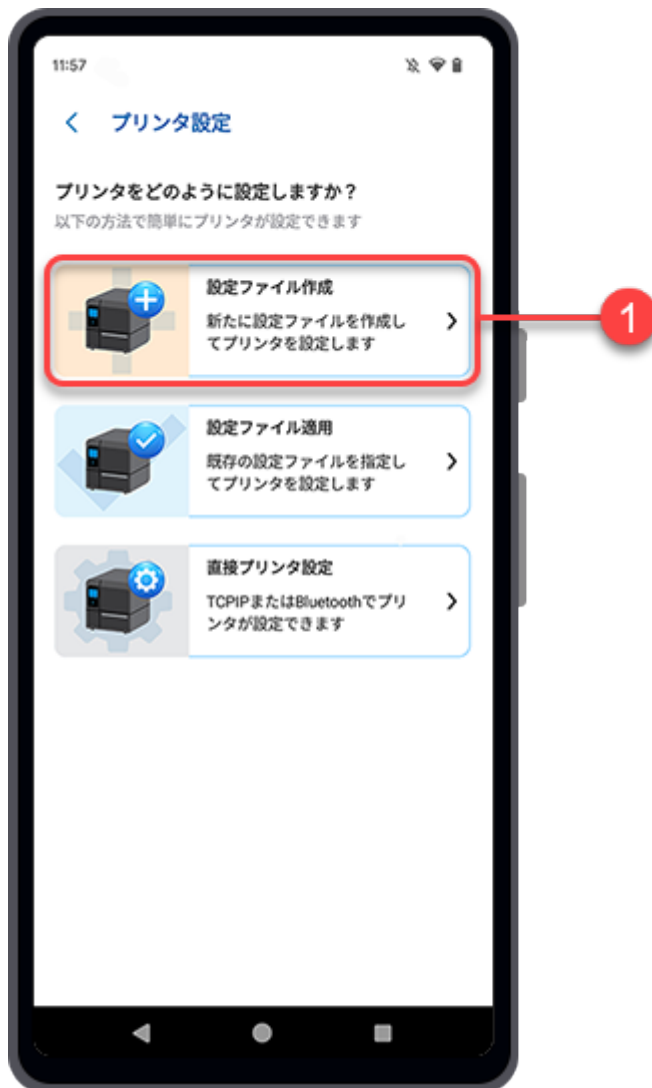 11:57
プリンタ設定
プリンタをどのように設定しますか？
以下の方法で簡単にプリンタが設定できます
設定ファイル作成
新たに設定ファイルを作成し
てプリンタを設定します
1
設定ファイル適用
既存の設定ファイルを指定し
てプリンタを設定します
直接プリンタ設定
TCPIPまたはBluetoothでプリ
ンタが設定できます